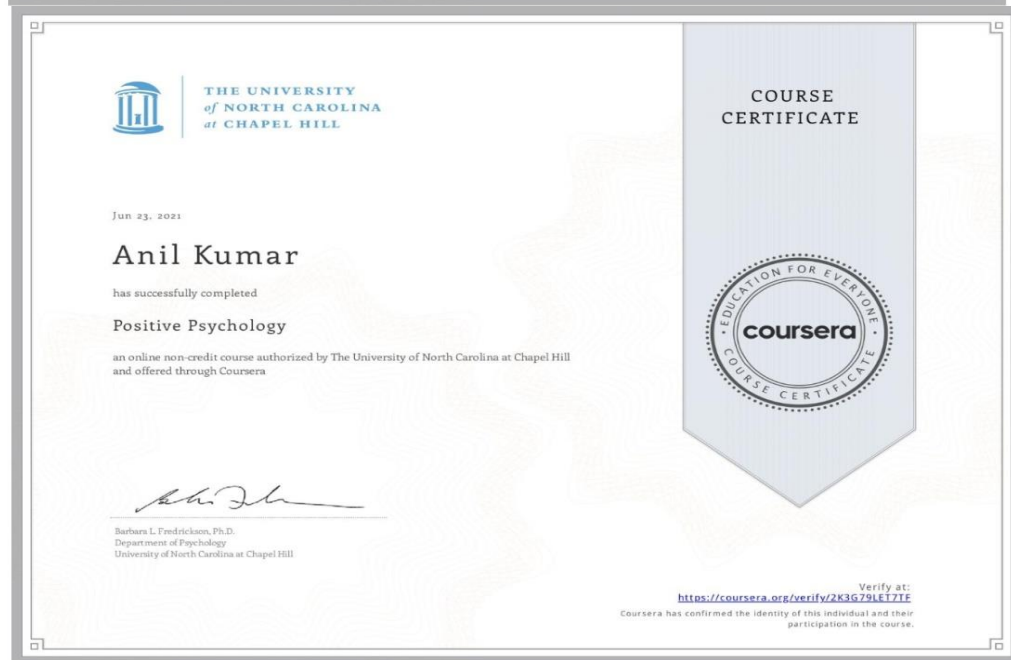 THE UNIVERSITY
of NORTH CAROLINA
at CHAPEL HILL
COURSE
CERTIFICATE
Jun 23, 2021
Anil Kumar
has successfully completed
Positive Psychology
an online non-credit course authorized by The University of North Carolina at Chapel Hill
and offered through Coursera
EDUCATION FOR EVERYONE
coursera
COURSE CERTIFICATE
Barbara L. Fredrickson, Ph.D.
Department of Psychology
University of North Carolina at Chapel Hill
Verify at:
https://coursera.org/verify/2K3G79LET7TF
Coursera has confirmed the identity of this individual and their
participation in the course.